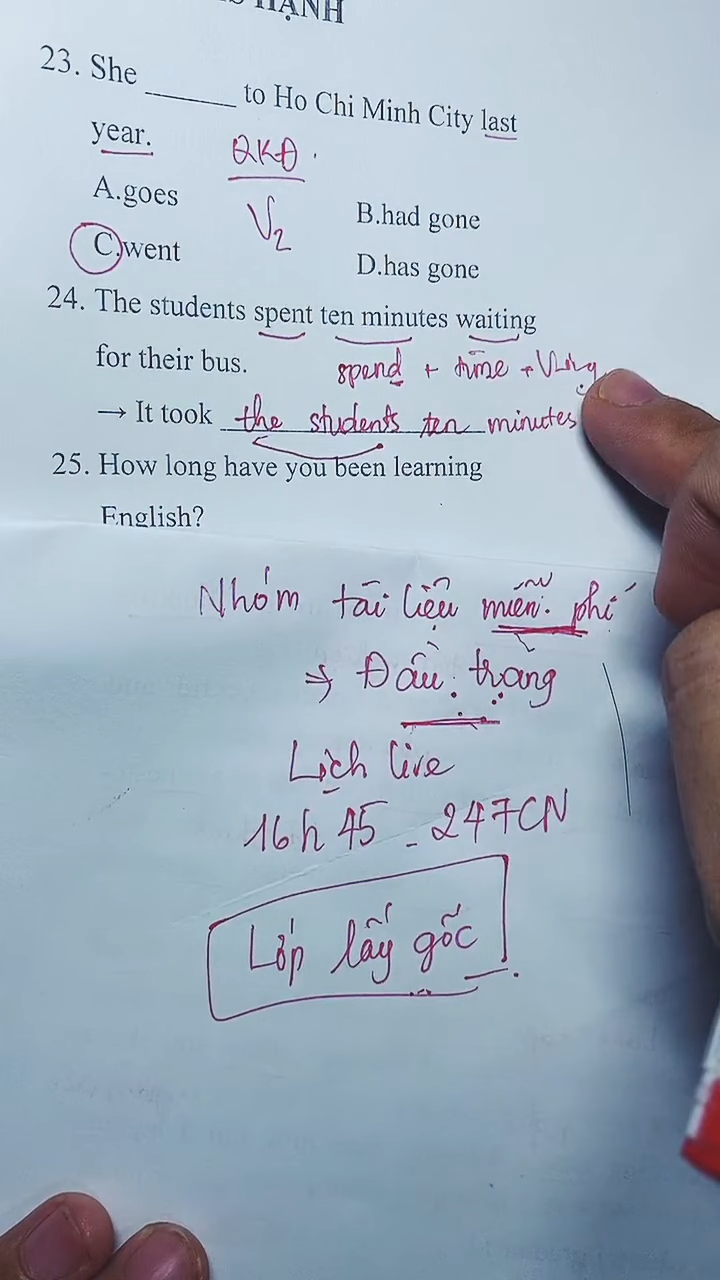 HẠNH
23. She ______ to Ho Chi Minh City last
year.
QKĐ.
A.goes
V2
B.had gone
C.went
D.has gone
24. The students spent ten minutes waiting
for their bus.
spend + time + Ving
→ It took the students ten minutes
25. How long have you been learning
English?
Nhóm tài liệu miễn phí
⇒ Đầu trang
Lịch live
16h45 - 247CN
Lớp lấy gốc